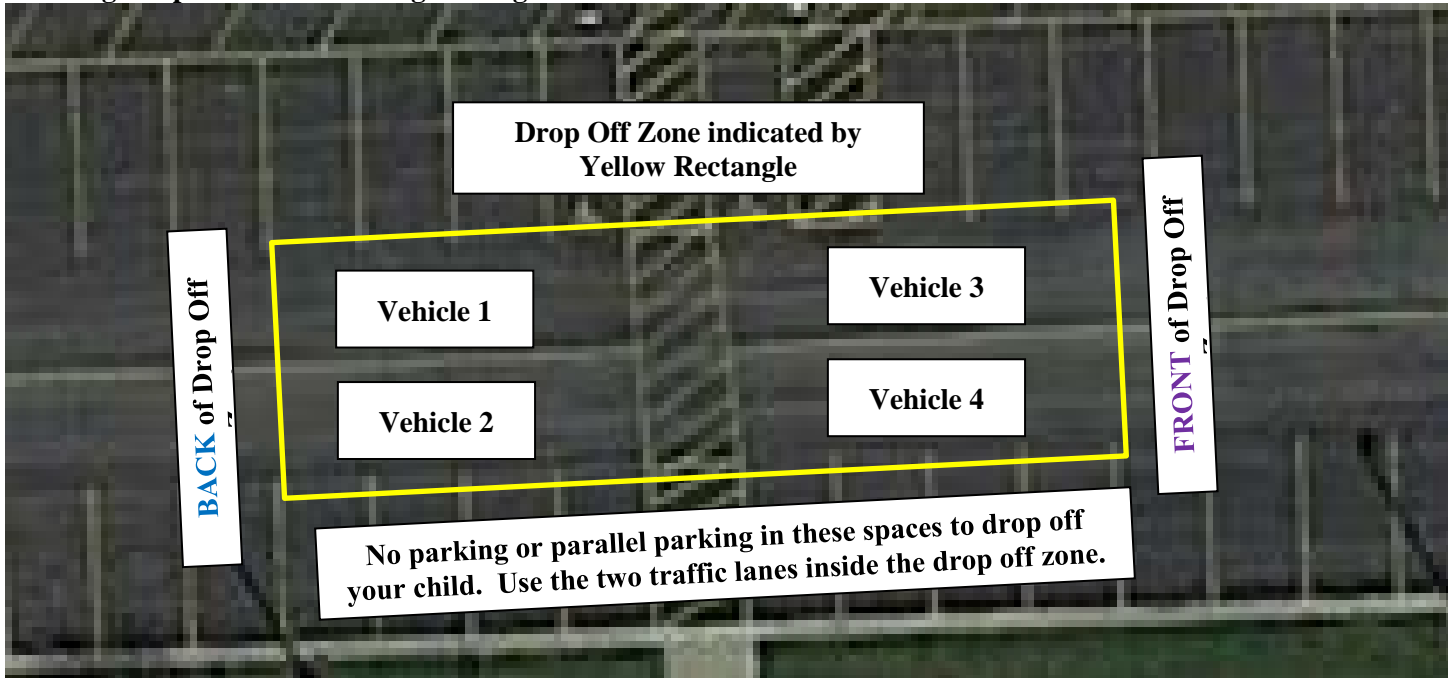 Drop Off Zone indicated by
Yellow Rectangle
BACK of Drop Off
Vehicle 1
Vehicle 3
FRONT of Drop Off
Vehicle 2
Vehicle 4
No parking or parallel parking in these spaces to drop off
your child. Use the two traffic lanes inside the drop off zone.